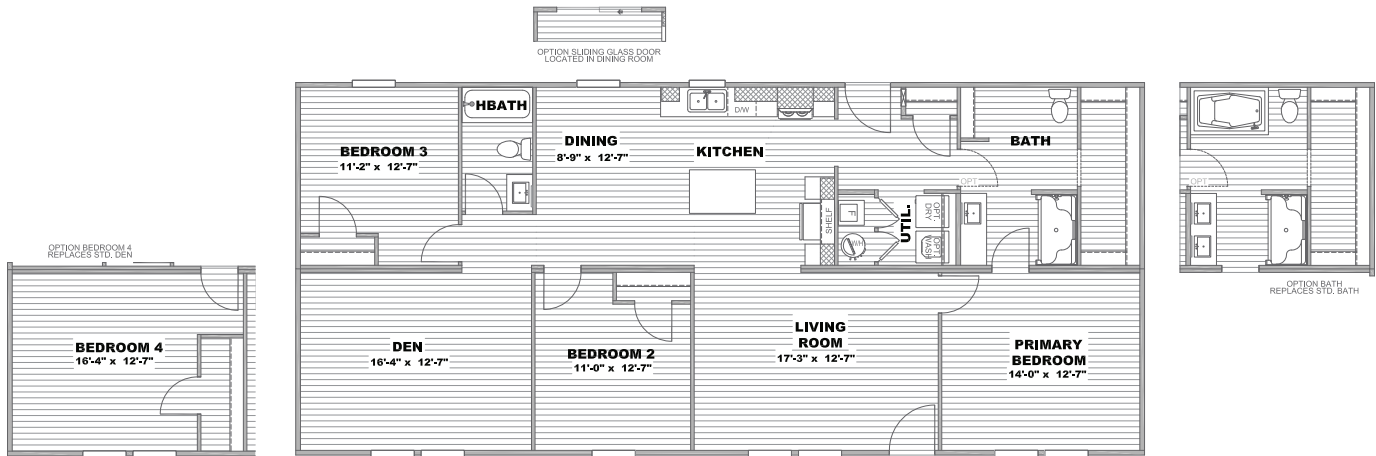 OPTION SLIDING GLASS DOOR
LOCATED IN DINING ROOM
HBATH
D/W
BEDROOM 3
11'-2" x 12'-7"
DINING
8'-9" x 12'-7"
KITCHEN
BATH
OPT.
SHELF
F
W/H
UTIL.
OPT.
DRY
OPT.
WASH
OPTION BEDROOM 4
REPLACES STD. DEN
BEDROOM 4
16'-4" x 12'-7"
DEN
16'-4" x 12'-7"
BEDROOM 2
11'-0" x 12'-7"
LIVING
ROOM
17'-3" x 12'-7"
PRIMARY
BEDROOM
14'-0" x 12'-7"
OPT.
OPTION BATH
REPLACES STD. BATH